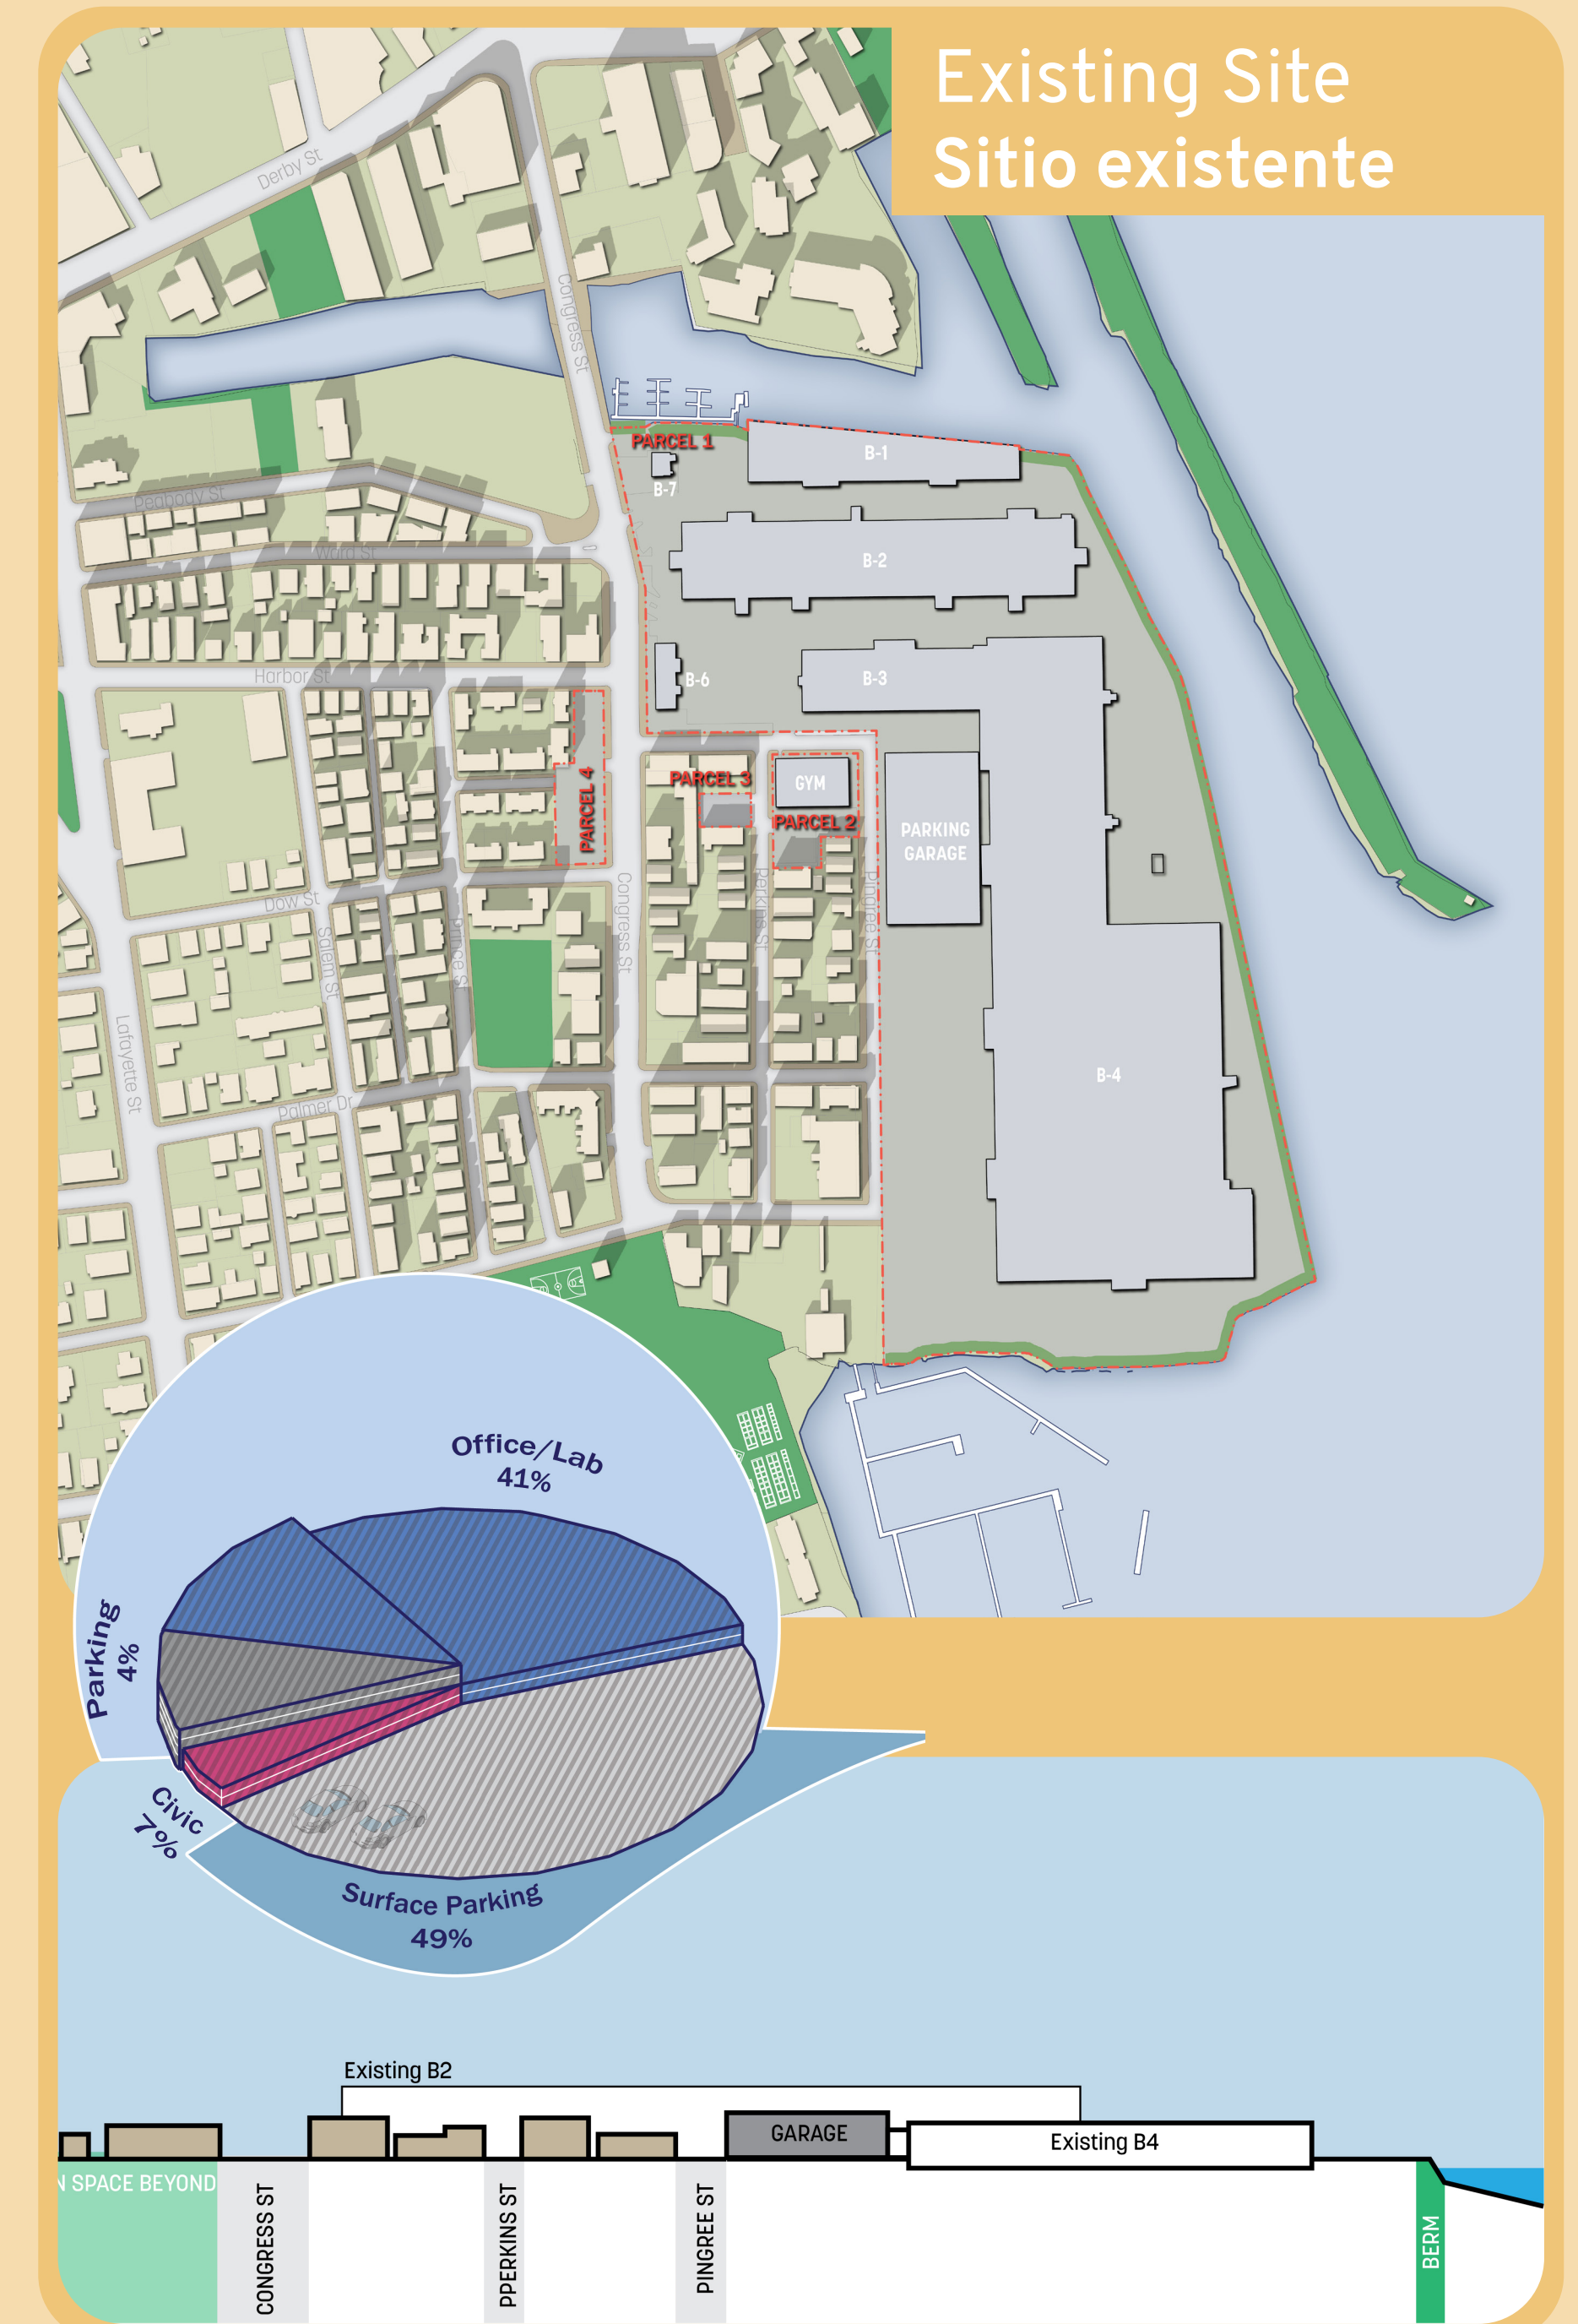 Existing Site
Sitio existente
Derby St
Congress St
PARCEL 1
B-1
B-7
Peabody St
Ward St
B-2
Harbor St
B-6
B-3
PARCEL 4
PARCEL 3
GYM
PARCEL 2
PARKING
GARAGE
Dow St
Salem St
Prince St
Congress St
Perkins St
Pingree St
Lafayette St
Palmer Dr
B-4
Office/Lab
41%
Parking
4%
Civic
7%
Surface Parking
49%
Existing B2
GARAGE
Existing B4
N SPACE BEYOND
CONGRESS ST
PPERKINS ST
PINGREE ST
BERM